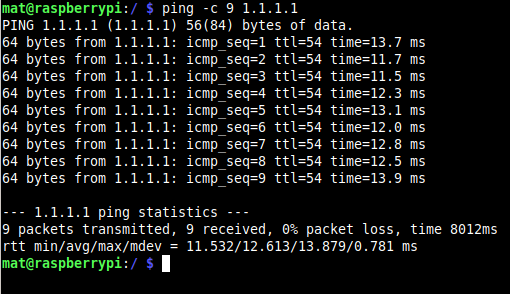 mat@raspberrypi:/ $ ping -c 9 1.1.1.1
PING 1.1.1.1 (1.1.1.1) 56(84) bytes of data.
64 bytes from 1.1.1.1: icmp_seq=1 ttl=54 time=13.7 ms
64 bytes from 1.1.1.1: icmp_seq=2 ttl=54 time=11.7 ms
64 bytes from 1.1.1.1: icmp_seq=3 ttl=54 time=11.5 ms
64 bytes from 1.1.1.1: icmp_seq=4 ttl=54 time=12.3 ms
64 bytes from 1.1.1.1: icmp_seq=5 ttl=54 time=13.1 ms
64 bytes from 1.1.1.1: icmp_seq=6 ttl=54 time=12.0 ms
64 bytes from 1.1.1.1: icmp_seq=7 ttl=54 time=12.8 ms
64 bytes from 1.1.1.1: icmp_seq=8 ttl=54 time=12.5 ms
64 bytes from 1.1.1.1: icmp_seq=9 ttl=54 time=13.9 ms

--- 1.1.1.1 ping statistics ---
9 packets transmitted, 9 received, 0% packet loss, time 8012ms
rtt min/avg/max/mdev = 11.532/12.613/13.879/0.781 ms
mat@raspberrypi:/ $